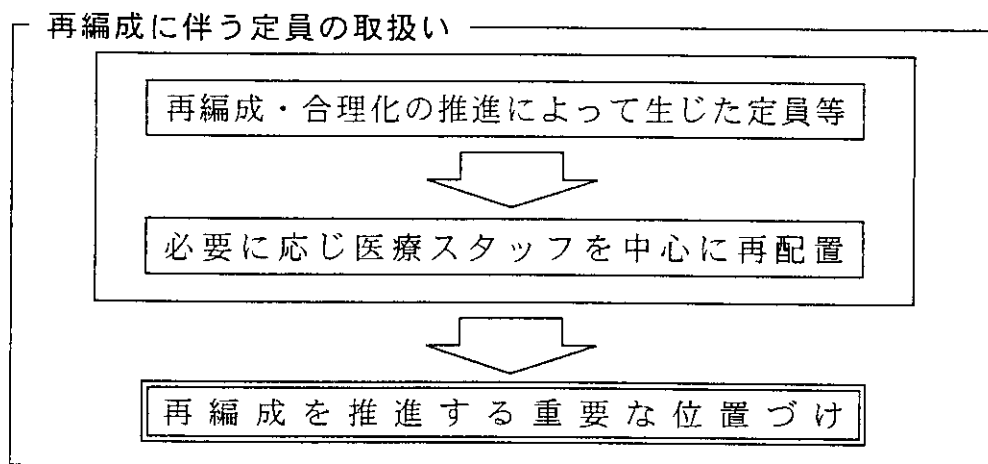 再編成に伴う定員の取扱い
再編成・合理化の推進によって生じた定員等
必要に応じ医療スタッフを中心に再配置
再編成を推進する重要な位置づけ